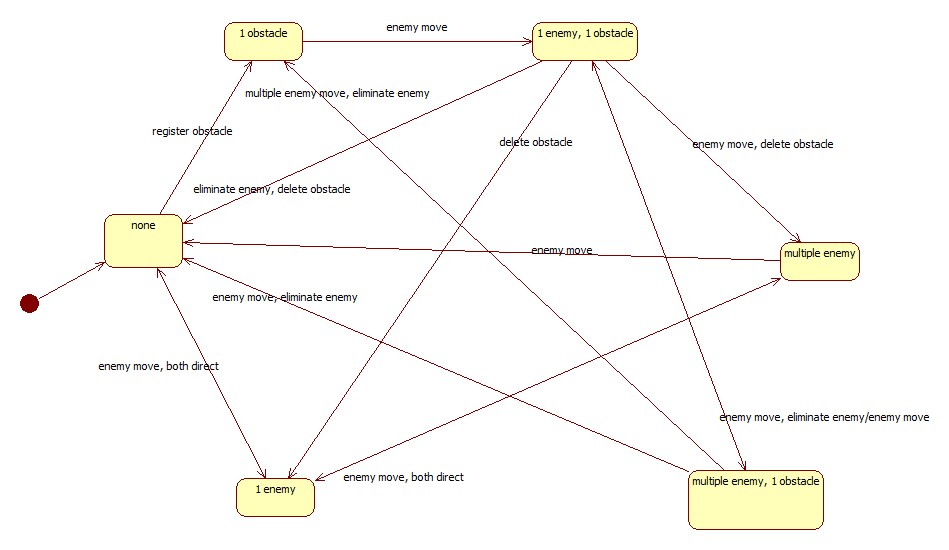 enemy move
1 obstacle
1 enemy, 1 obstacle
multiple enemy move, eliminate enemy
register obstacle
delete obstacle
enemy move, delete obstacle
eliminate enemy, delete obstacle
none
enemy move
multiple enemy
enemy move, eliminate enemy
enemy move, both direct
enemy move, eliminate enemy/enemy move
enemy move, both direct
multiple enemy, 1 obstacle
1 enemy